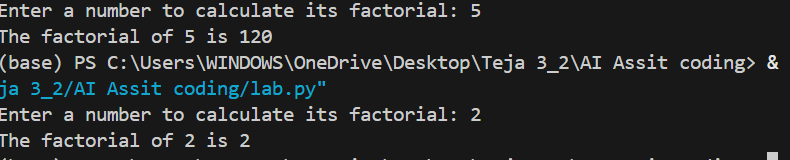 Enter a number to calculate its factorial: 5
The factorial of 5 is 120
(base) PS C:\Users\WINDOWS\OneDrive\Desktop\Teja 3_2\AI Assit coding> &
ja 3_2/AI Assit coding/lab.py"
Enter a number to calculate its factorial: 2
The factorial of 2 is 2